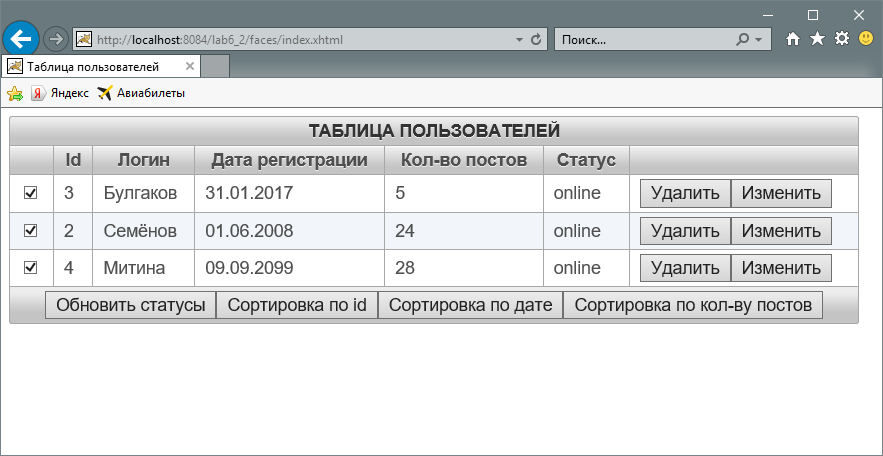 http://localhost:8084/lab6_2/faces/index.xhtml
Поиск...
Таблица пользователей
Яндекс Авиабилеты
ТАБЛИЦА ПОЛЬЗОВАТЕЛЕЙ
Id Логин Дата регистрации Кол-во постов Статус
3 Булгаков 31.01.2017 5 online Удалить Изменить
2 Семёнов 01.06.2008 24 online Удалить Изменить
4 Митина 09.09.2099 28 online Удалить Изменить
Обновить статусы Сортировка по id Сортировка по дате Сортировка по кол-ву постов